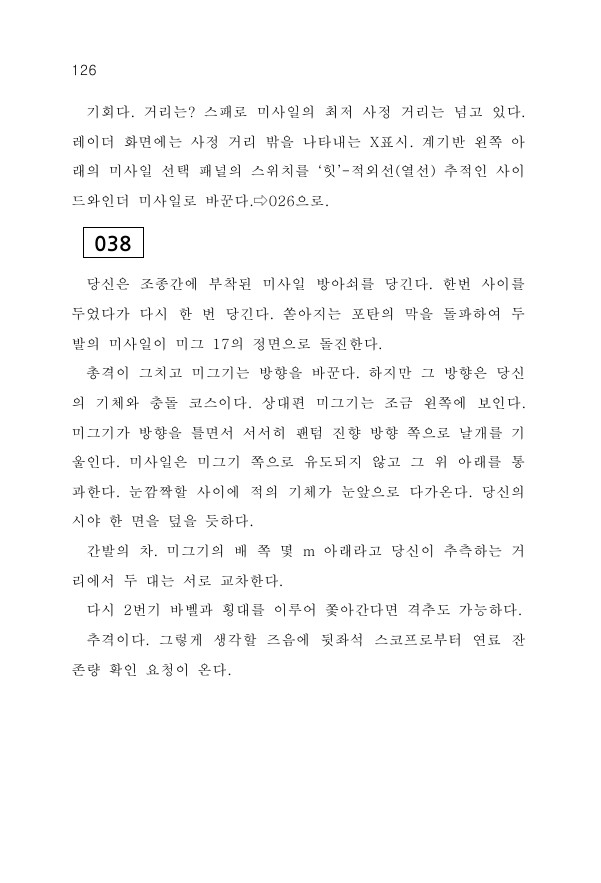 126
기회다. 거리는? 스패로 미사일의 최저 사정 거리는 넘고 있다.
레이더 화면에는 사정 거리 밖을 나타내는 X표시. 계기반 왼쪽 아
래의 미사일 선택 패널의 스위치를 ‘힛’-적외선(열선) 추적인 사이
드와인더 미사일로 바꾼다.⇨026으로.
038
당신은 조종간에 부착된 미사일 방아쇠를 당긴다. 한번 사이를
두었다가 다시 한 번 당긴다. 쏟아지는 포탄의 막을 돌파하여 두
발의 미사일이 미그 17의 정면으로 돌진한다.
총격이 그치고 미그기는 방향을 바꾼다. 하지만 그 방향은 당신
의 기체와 충돌 코스이다. 상대편 미그기는 조금 왼쪽에 보인다.
미그기가 방향을 틀면서 서서히 팬텀 진향 방향 쪽으로 날개를 기
울인다. 미사일은 미그기 쪽으로 유도되지 않고 그 위 아래를 통
과한다. 눈깜짝할 사이에 적의 기체가 눈앞으로 다가온다. 당신의
시야 한 면을 덮을 듯하다.
간발의 차. 미그기의 배 쪽 몇 m 아래라고 당신이 추측하는 거
리에서 두 대는 서로 교차한다.
다시 2번기 바벨과 횡대를 이루어 쫓아간다면 격추도 가능하다.
추격이다. 그렇게 생각할 즈음에 뒷좌석 스코프로부터 연료 잔
존량 확인 요청이 온다.